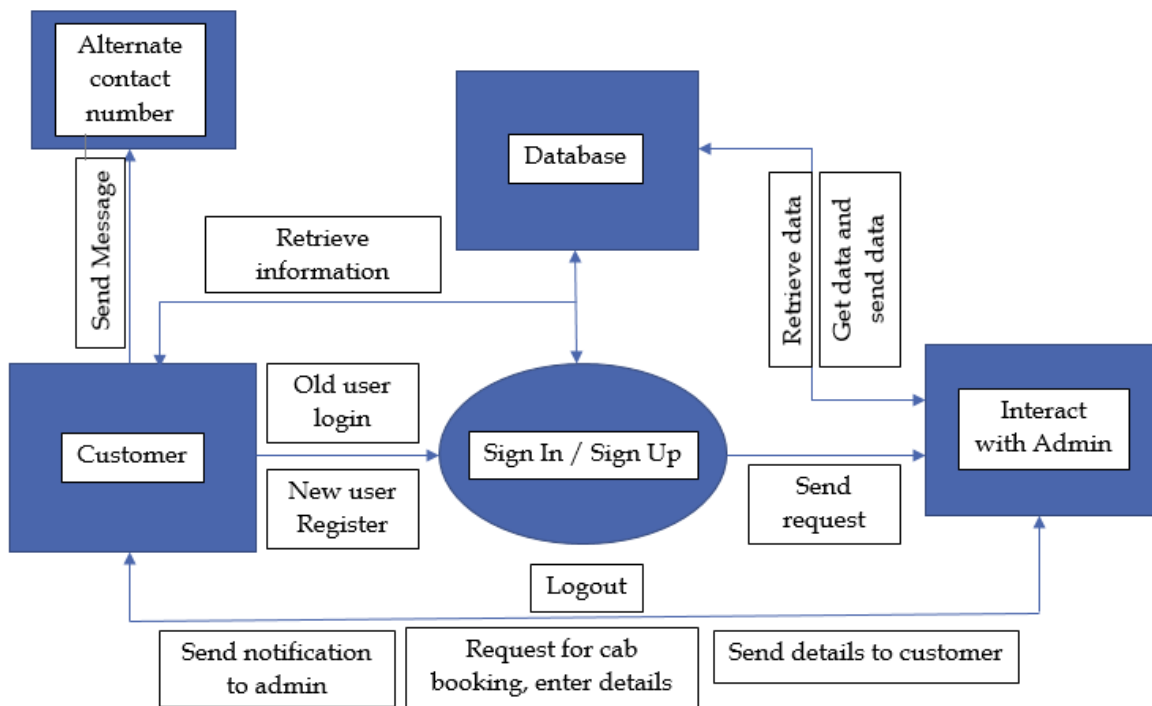 Alternate
contact
number
Database
Send Message
Retrieve
information
Retrieve data
Get data and
send data
Old user
login
Customer
Sign In / Sign Up
Interact
with Admin
New user
Register
Send
request
Logout
Send notification
to admin
Request for cab
booking, enter details
Send details to customer